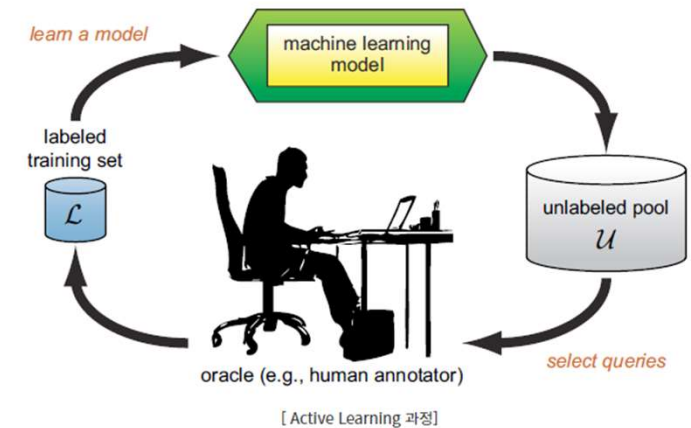 learn a model
machine learning
model
labeled
training set
ℒ
unlabeled pool
𝒰
select queries
oracle (e.g., human annotator)
[ Active Learning 과정]